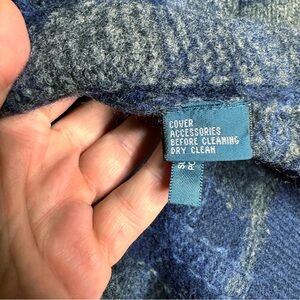 COVER
ACCESSORIES
BEFORE CLEANING
DRY CLEAN